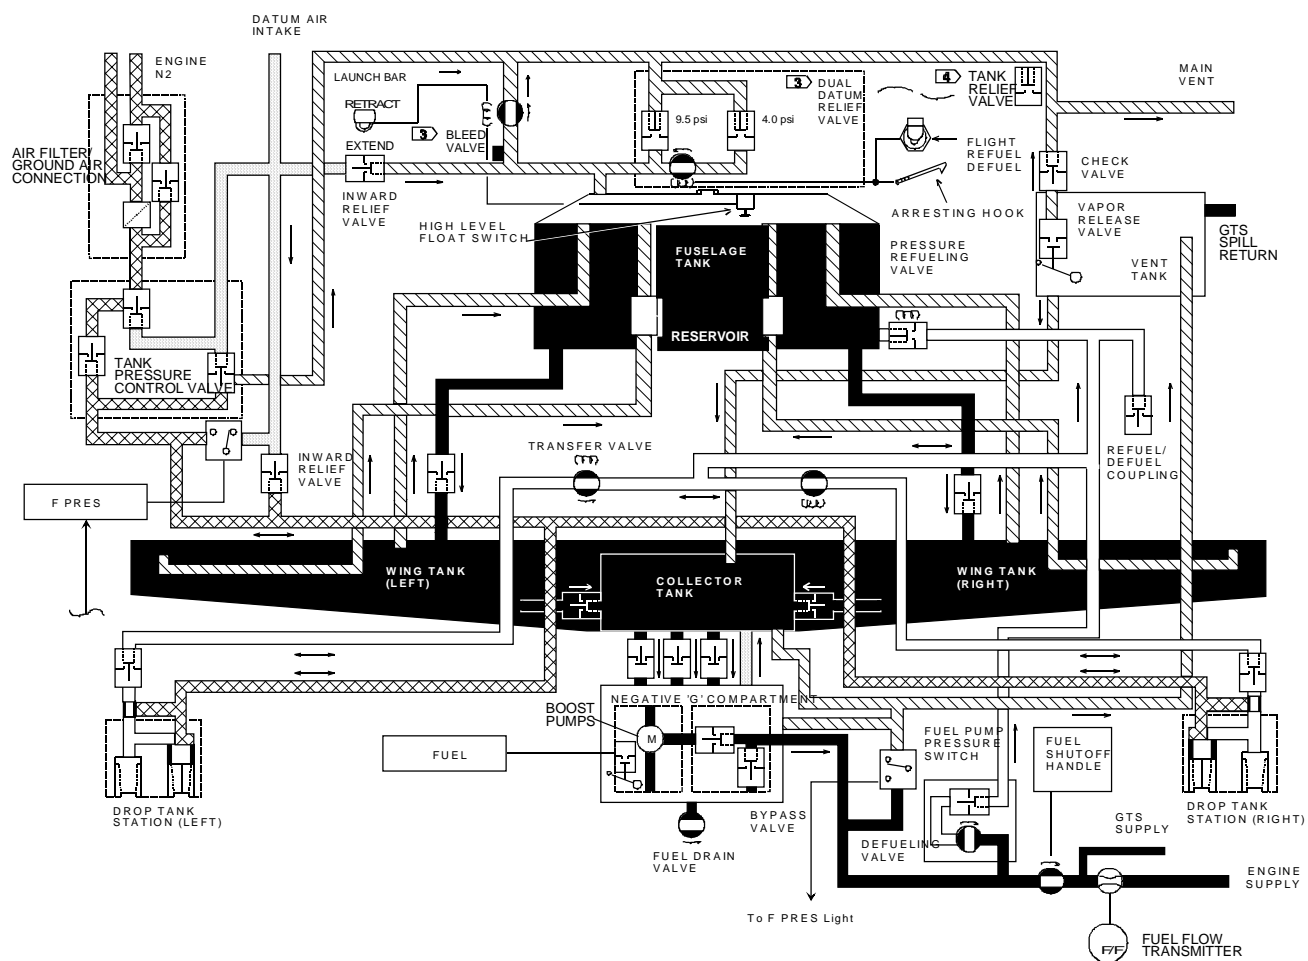 DATUM AIR
INTAKE
ENGINE
N2
LAUNCH BAR
RETRACT
EXTEND
3
BLEED
VALVE
9.5 psi
4.0 psi
3
DUAL
DATUM
RELIEF
VALVE
4
TANK
RELIEF
VALVE
MAIN
VENT
AIR FILTER/
GROUND AIR
CONNECTION
INWARD
RELIEF
VALVE
FLIGHT
REFUEL
DEFUEL
CHECK
VALVE
ARRESTING HOOK
HIGH LEVEL
FLOAT SWITCH
VAPOR
RELEASE
VALVE
VENT
TANK
GTS
SPILL
RETURN
FUSELAGE
TANK
PRESSURE
REFUELING
VALVE
RESERVOIR
TANK
PRESSURE
CONTROL VALVE
INWARD
RELIEF
VALVE
TRANSFER VALVE
REFUEL/
DEFUEL
COUPLING
F PRES
WING TANK
(LEFT)
COLLECTOR
TANK
WING TANK
(RIGHT)
NEGATIVE 'G' COMPARTMENT
BOOST
PUMPS
M
FUEL
FUEL PUMP
PRESSURE
SWITCH
FUEL
SHUTOFF
HANDLE
DROP TANK
STATION (LEFT)
DROP TANK
STATION (RIGHT)
BYPASS
VALVE
FUEL DRAIN
VALVE
DEFUELING
VALVE
GTS
SUPPLY
ENGINE
SUPPLY
To F PRES Light
F/F
FUEL FLOW
TRANSMITTER